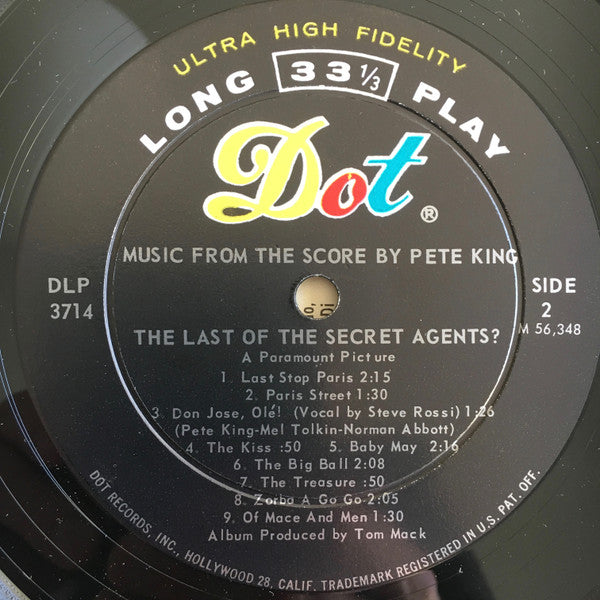 ULTRA HIGH FIDELITY
LONG 33 1/3 PLAY
Dot®
MUSIC FROM THE SCORE BY PETE KING
DLP
3714
SIDE
2
M 56,348
THE LAST OF THE SECRET AGENTS?
A Paramount Picture
1. Last Stop Paris 2:15
2. Paris Street 1:30
3. Don Jose, Olé! (Vocal by Steve Rossi) 1:26
(Pete King-Mel Tolkin-Norman Abbott)
4. The Kiss :50 5. Baby May 2:16
6. The Big Ball 2:08
7. The Treasure :50
8. Zorba A Go Go 2:05
9. Of Mace And Men 1:30
Album Produced by Tom Mack
DOT RECORDS, INC., HOLLYWOOD 28, CALIF. TRADEMARK REGISTERED IN U.S. PAT. OFF.